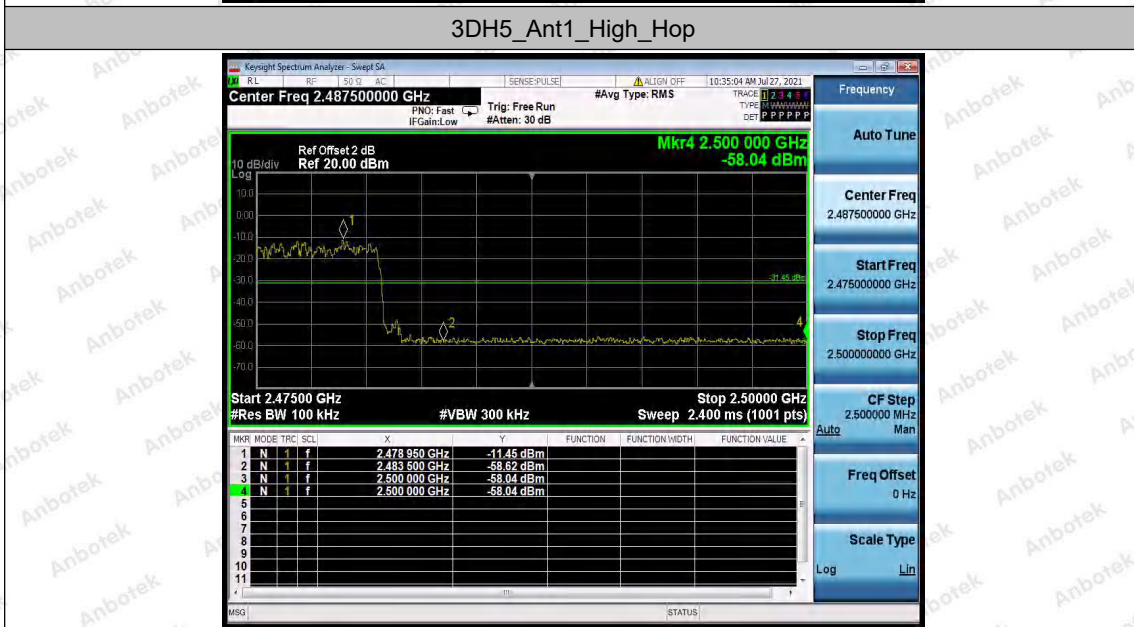 3DH5_Ant1_High_Hop
Keysight Spectrum Analyzer - Swept SA
RL RF 50 Ω AC SENSE:PULSE ALIGN OFF 10:35:04 AM Jul 27, 2021
Center Freq 2.487500000 GHz
PNO: Fast
IFGain:Low
Trig: Free Run
#Atten: 30 dB
#Avg Type: RMS
TRACE 1 2 3 4 5 6
TYPE M W W W W W
DET P P P P P P
Mkr4 2.500 000 GHz
-58.04 dBm
Ref Offset 2 dB
10 dB/div Ref 20.00 dBm
Log
10.0
0.00
-10.0
-20.0
-30.0
-40.0
-50.0
-60.0
-70.0
1
2
4
-31.45 dBm
Start 2.47500 GHz Stop 2.50000 GHz
#Res BW 100 kHz #VBW 300 kHz Sweep 2.400 ms (1001 pts)
MKR MODE TRC SCL X Y FUNCTION FUNCTION WIDTH FUNCTION VALUE
1 N 1 f 2.478 950 GHz -11.45 dBm
2 N 1 f 2.483 500 GHz -58.62 dBm
3 N 1 f 2.500 000 GHz -58.04 dBm
4 N 1 f 2.500 000 GHz -58.04 dBm
5
6
7
8
9
10
11
MSG STATUS
Frequency
Auto Tune
Center Freq
2.487500000 GHz
Start Freq
2.475000000 GHz
Stop Freq
2.500000000 GHz
CF Step
2.500000 MHz
Auto Man
Freq Offset
0 Hz
Scale Type
Log Lin
Anbotek